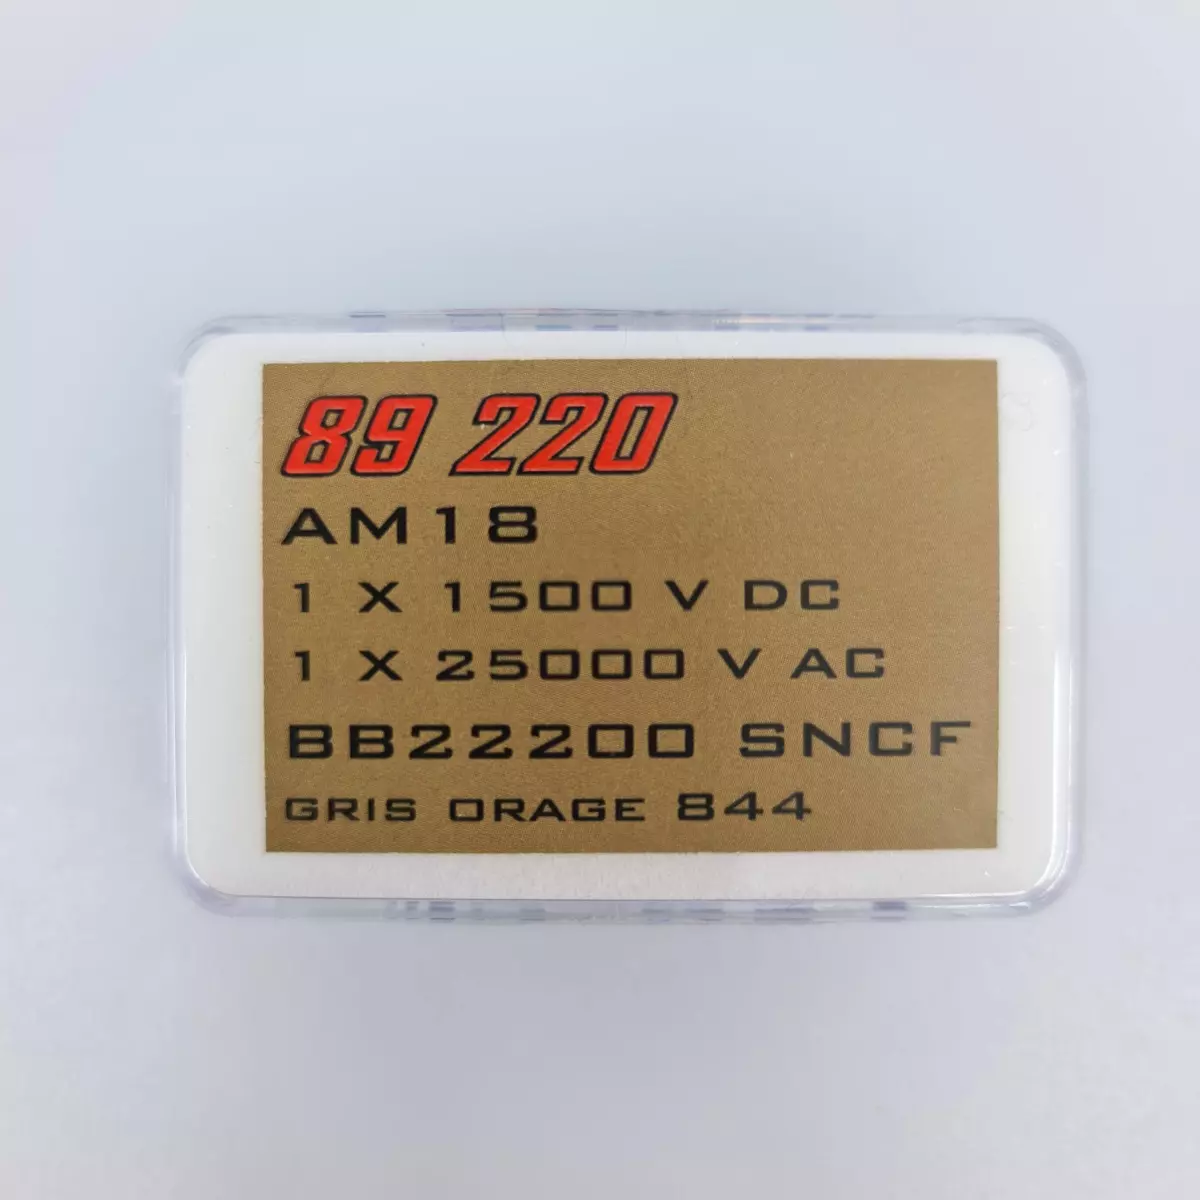 89 220
AM18
1 X 1500 V DC
1 X 25000 V AC
BB22200 SNCF
GRIS ORAGE 844